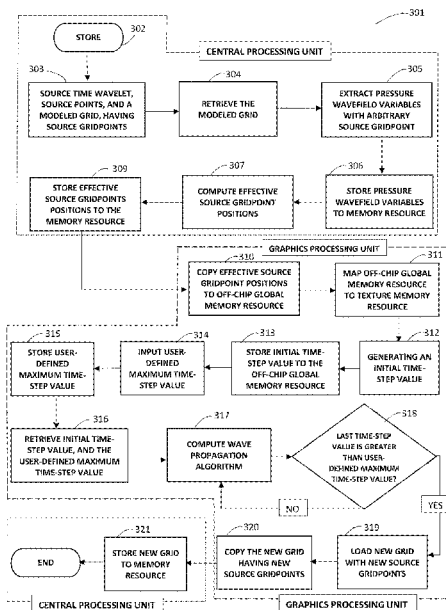 301
STORE
302
CENTRAL PROCESSING UNIT
303
SOURCE TIME WAVELET,
SOURCE POINTS, AND A
MODELED GRID, HAVING
SOURCE GRIDPOINTS
304
RETRIEVE THE
MODELED GRID
305
EXTRACT PRESSURE
WAVEFIELD VARIABLES
WITH ARBITRARY
SOURCE GRIDPOINT
309
STORE EFFECTIVE
SOURCE GRIDPOINTS
POSITIONS TO THE
MEMORY RESOURCE
307
COMPUTE EFFECTIVE
SOURCE GRIDPOINT
POSITIONS
306
STORE PRESSURE
WAVEFIELD VARIABLES
TO MEMORY RESOURCE
GRAPHICS PROCESSING UNIT
310
COPY EFFECTIVE SOURCE
GRIDPOINT POSITIONS
TO OFF-CHIP GLOBAL
MEMORY RESOURCE
311
MAP OFF-CHIP GLOBAL
MEMORY RESOURCE
TO TEXTURE MEMORY
RESOURCE
315
STORE USER-
DEFINED
MAXIMUM TIME-
STEP VALUE
314
INPUT USER-
DEFINED
MAXIMUM TIME-
STEP VALUE
313
STORE INITIAL TIME-
STEP VALUE TO THE
OFF-CHIP GLOBAL
MEMORY RESOURCE
312
GENERATING AN
INITIAL TIME-
STEP VALUE
316
RETRIEVE INITIAL TIME-
STEP VALUE, AND THE
USER-DEFINED MAXIMUM
TIME-STEP VALUE
317
COMPUTE WAVE
PROPAGATION
ALGORITHM
318
LAST TIME-STEP
VALUE IS GREATER
THAN USER-
DEFINED MAXIMUM
TIME-STEP VALUE?
NO
YES
END
321
STORE NEW GRID
TO MEMORY
RESOURCE
320
COPY THE NEW GRID
HAVING NEW
SOURCE GRIDPOINTS
319
LOAD NEW GRID
WITH NEW SOURCE
GRIDPOINTS
CENTRAL PROCESSING UNIT
GRAPHICS PROCESSING UNIT